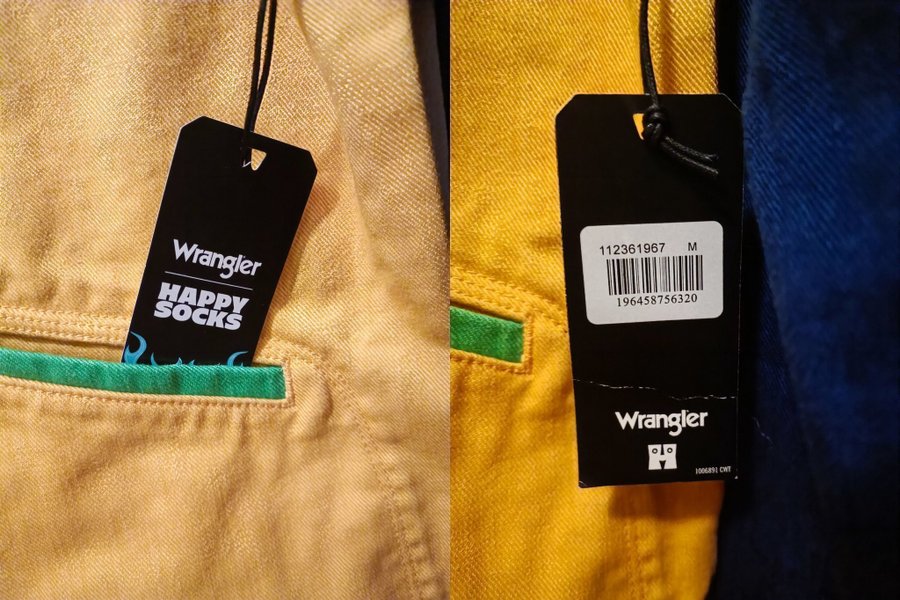 Wrangler
HAPPY
SOCKS
112361967 M
196458756320
Wrangler
1006891 CWT